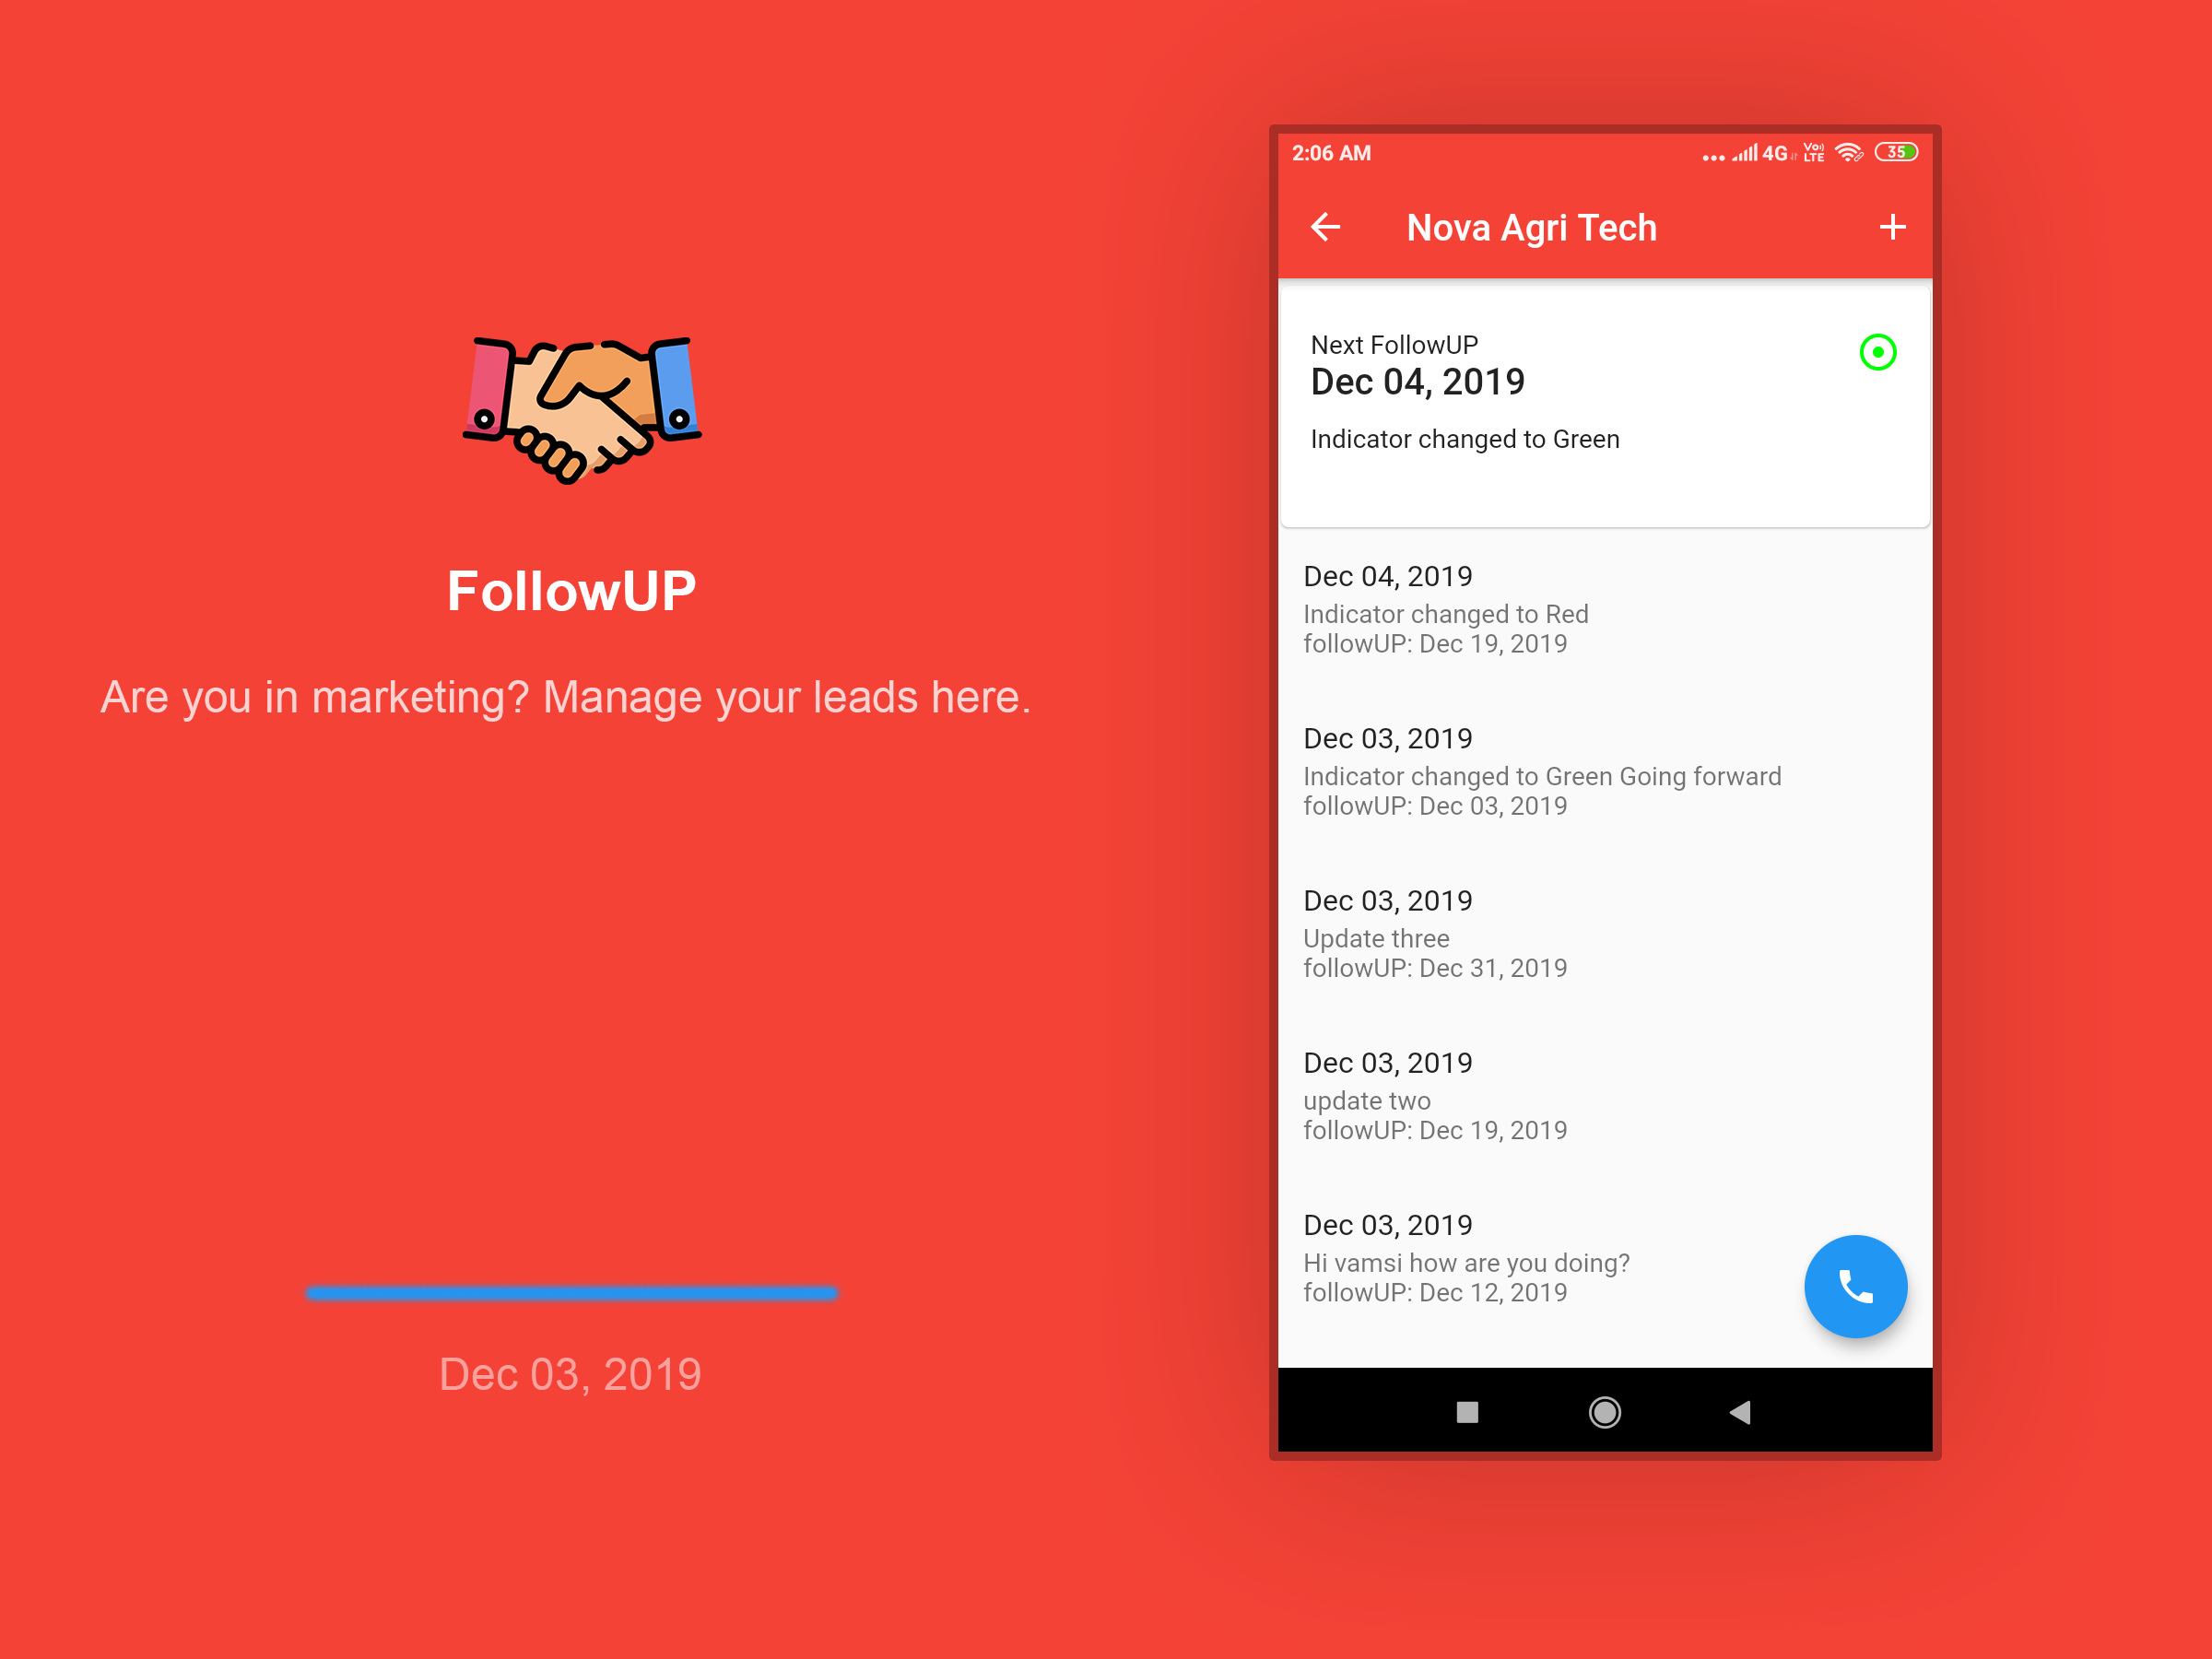 FollowUP
Are you in marketing? Manage your leads here.
Dec 03, 2019
2:06 AM
4G
Vo)
LTE
35
Nova Agri Tech
Next FollowUP
Dec 04, 2019
Indicator changed to Green
Dec 04, 2019
Indicator changed to Red
followUP: Dec 19, 2019
Dec 03, 2019
Indicator changed to Green Going forward
followUP: Dec 03, 2019
Dec 03, 2019
Update three
followUP: Dec 31, 2019
Dec 03, 2019
update two
followUP: Dec 19, 2019
Dec 03, 2019
Hi vamsi how are you doing?
followUP: Dec 12, 2019